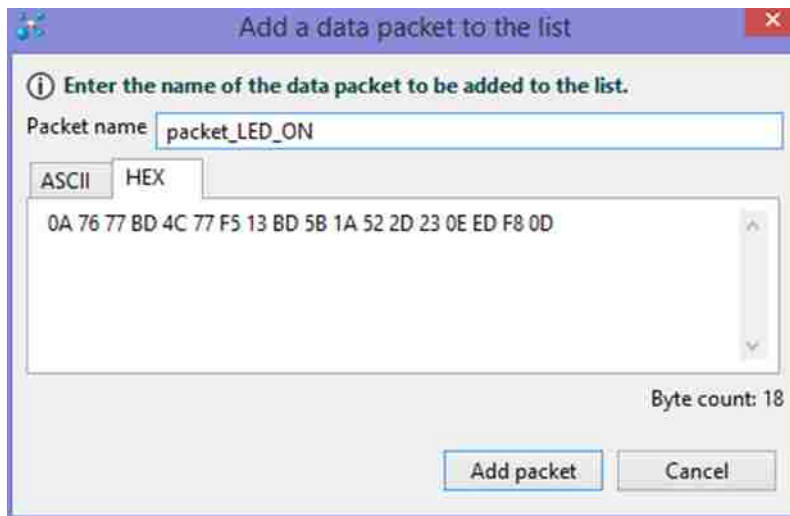 Add a data packet to the list
Enter the name of the data packet to be added to the list.
Packet name packet_LED_ON
ASCII HEX
0A 76 77 BD 4C 77 F5 13 BD 5B 1A 52 2D 23 0E ED F8 0D
Byte count: 18
Add packet Cancel